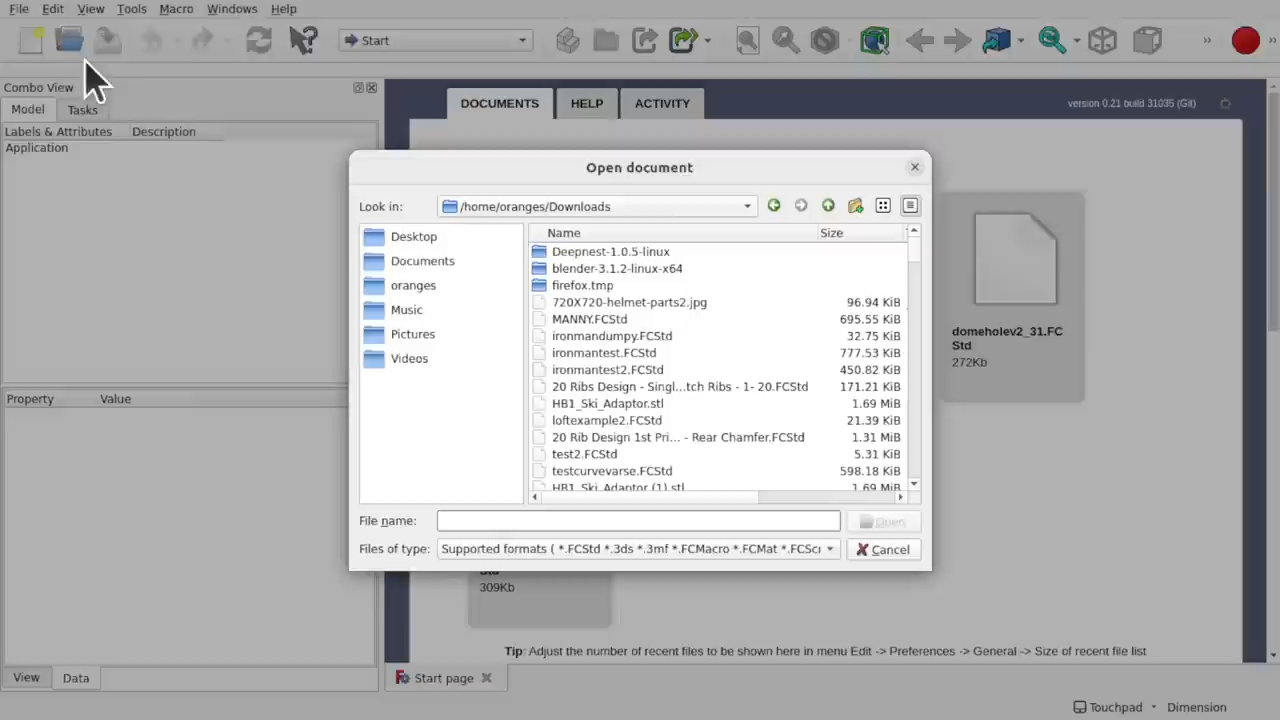 File Edit View Tools Macro Windows Help
Start
Combo View
Model Tasks
Labels & Attributes Description
Application
DOCUMENTS HELP ACTIVITY
version 0.21 build 31035 (Git)
Open document
Look in: /home/oranges/Downloads
Desktop
Documents
oranges
Music
Pictures
Videos
Name Size
Deepnest-1.0.5-linux
blender-3.1.2-linux-x64
firefox.tmp
720X720-helmet-parts2.jpg 96.94 KiB
MANNY.FCStd 695.55 KiB
ironmandumpy.FCStd 32.75 KiB
ironmantest.FCStd 777.53 KiB
ironmantest2.FCStd 450.82 KiB
20 Ribs Design - Singl...tch Ribs - 1- 20.FCStd 171.21 KiB
HB1_Ski_Adaptor.stl 1.69 MiB
loftexample2.FCStd 21.39 KiB
20 Rib Design 1st Pri... - Rear Chamfer.FCStd 1.31 MiB
test2.FCStd 5.31 KiB
testcurvevarse.FCStd 598.18 KiB
HB1_Ski_Adaptor (1).stl 1.69 MiB
File name: Open
Files of type: Supported formats ( *.FCStd *.3ds *.3mf *.FCMacro *.FCMat *.FCScr Cancel
domeholev2_31.FC
Std
272Kb
Property Value
Std
309Kb
Tip: Adjust the number of recent files to be shown here in menu Edit -> Preferences -> General -> Size of recent file list
View Data
Start page
Touchpad Dimension